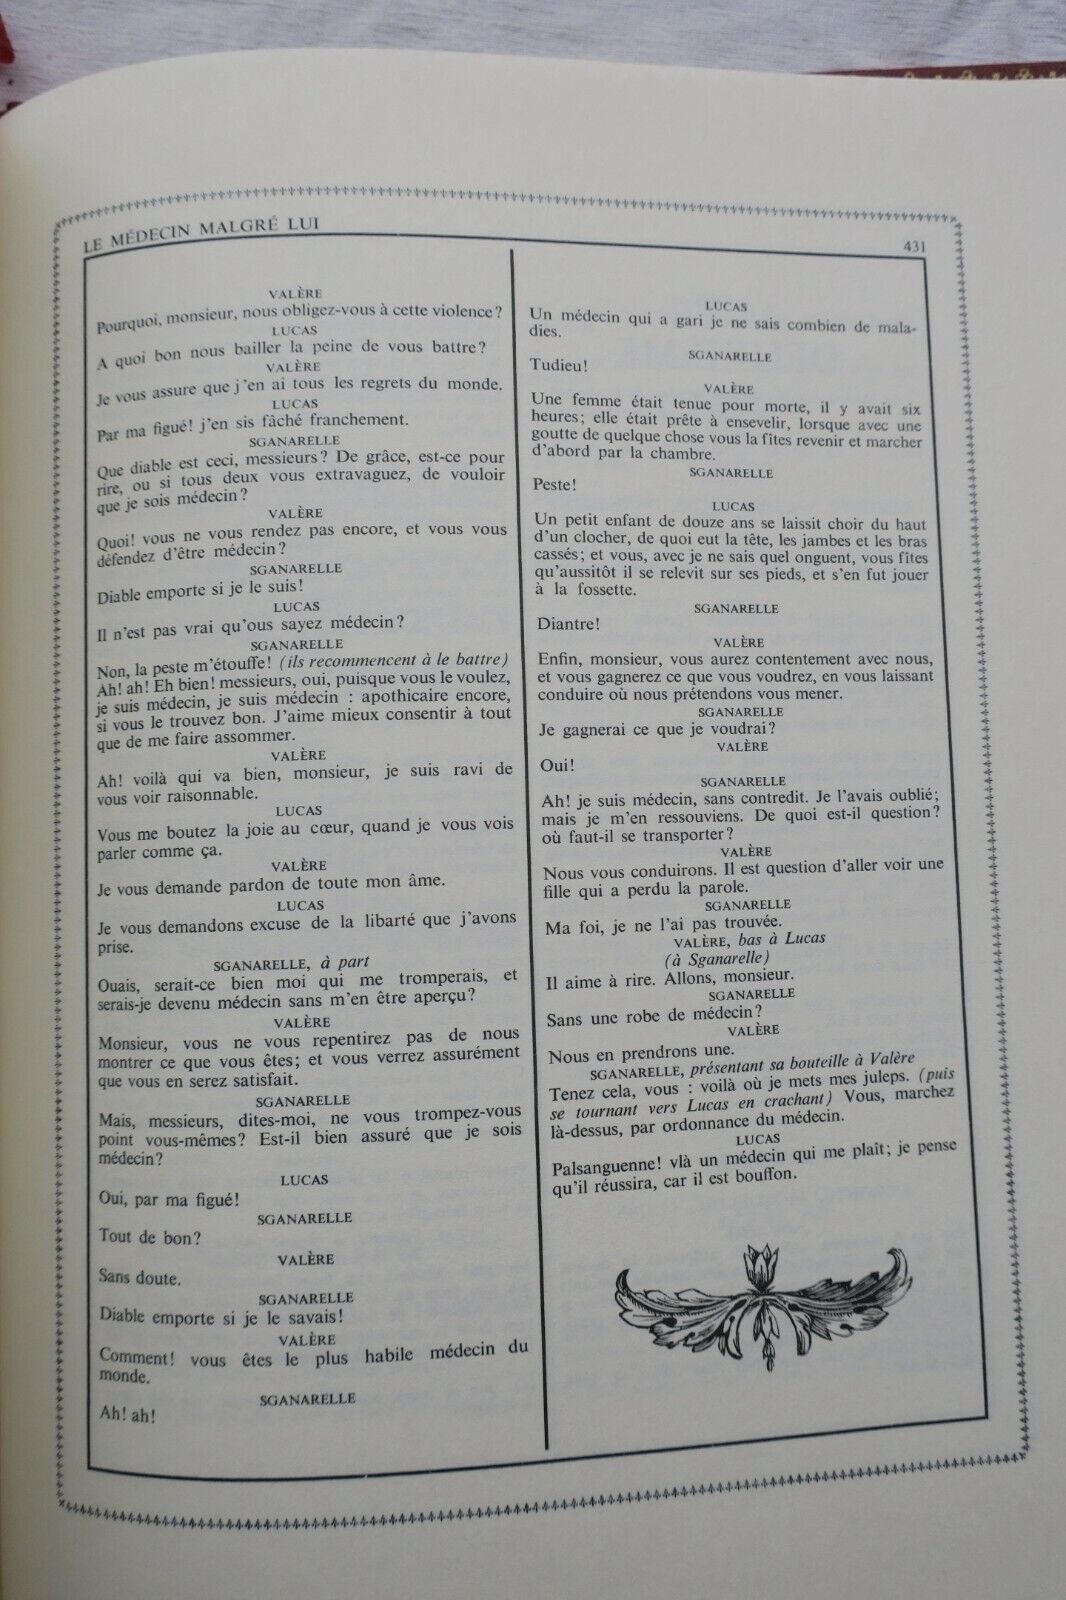 LE MÉDECIN MALGRÉ LUI
431
VALÈRE
Pourquoi, monsieur, nous obligez-vous à cette violence?
LUCAS
A quoi bon nous bailler la peine de vous battre?
VALÈRE
Je vous assure que j'en ai tous les regrets du monde.
LUCAS
Par ma figué! j'en sis fâché franchement.
SGANARELLE
Que diable est ceci, messieurs? De grâce, est-ce pour
rire, ou si tous deux vous extravaguez, de vouloir
que je sois médecin?
VALÈRE
Quoi! vous ne vous rendez pas encore, et vous vous
défendez d'être médecin?
SGANARELLE
Diable emporte si je le suis!
LUCAS
Il n'est pas vrai qu'ous sayez médecin?
SGANARELLE
Non, la peste m'étouffe! (ils recommencent à le battre)
Ah! ah! Eh bien! messieurs, oui, puisque vous le voulez,
je suis médecin, je suis médecin : apothicaire encore,
si vous le trouvez bon. J'aime mieux consentir à tout
que de me faire assommer.
VALÈRE
Ah! voilà qui va bien, monsieur, je suis ravi de
vous voir raisonnable.
LUCAS
Vous me boutez la joie au cœur, quand je vous vois
parler comme ça.
VALÈRE
Je vous demande pardon de toute mon âme.
LUCAS
Je vous demandons excuse de la libarté que j'avons
prise.
SGANARELLE, à part
Ouais, serait-ce bien moi qui me tromperais, et
serais-je devenu médecin sans m'en être aperçu?
VALÈRE
Monsieur, vous ne vous repentirez pas de nous
montrer ce que vous êtes; et vous verrez assurément
que vous en serez satisfait.
SGANARELLE
Mais, messieurs, dites-moi, ne vous trompez-vous
point vous-mêmes? Est-il bien assuré que je sois
médecin?
LUCAS
Oui, par ma figué!
SGANARELLE
Tout de bon?
VALÈRE
Sans doute.
SGANARELLE
Diable emporte si je le savais!
VALÈRE
Comment! vous êtes le plus habile médecin du
monde.
SGANARELLE
Ah! ah!
LUCAS
Un médecin qui a gari je ne sais combien de mala-
dies.
SGANARELLE
Tudieu!
VALÈRE
Une femme était tenue pour morte, il y avait six
heures; elle était prête à ensevelir, lorsque avec une
goutte de quelque chose vous la fîtes revenir et marcher
d'abord par la chambre.
SGANARELLE
Peste!
LUCAS
Un petit enfant de douze ans se laissit choir du haut
d'un clocher, de quoi eut la tête, les jambes et les bras
cassés; et vous, avec je ne sais quel onguent, vous fîtes
qu'aussitôt il se relevit sur ses pieds, et s'en fut jouer
à la fossette.
SGANARELLE
Diantre!
VALÈRE
Enfin, monsieur, vous aurez contentement avec nous,
et vous gagnerez ce que vous voudrez, en vous laissant
conduire où nous prétendons vous mener.
SGANARELLE
Je gagnerai ce que je voudrai?
VALÈRE
Oui!
SGANARELLE
Ah! je suis médecin, sans contredit. Je l'avais oublié;
mais je m'en ressouviens. De quoi est-il question?
où faut-il se transporter?
VALÈRE
Nous vous conduirons. Il est question d'aller voir une
fille qui a perdu la parole.
SGANARELLE
Ma foi, je ne l'ai pas trouvée.
VALÈRE, bas à Lucas
(à Sganarelle)
Il aime à rire. Allons, monsieur.
SGANARELLE
Sans une robe de médecin?
VALÈRE
Nous en prendrons une.
SGANARELLE, présentant sa bouteille à Valère
Tenez cela, vous : voilà où je mets mes juleps. (puis
se tournant vers Lucas en crachant) Vous, marchez
là-dessus, par ordonnance du médecin.
LUCAS
Palsanguenne! vlà un médecin qui me plaît; je pense
qu'il réussira, car il est bouffon.